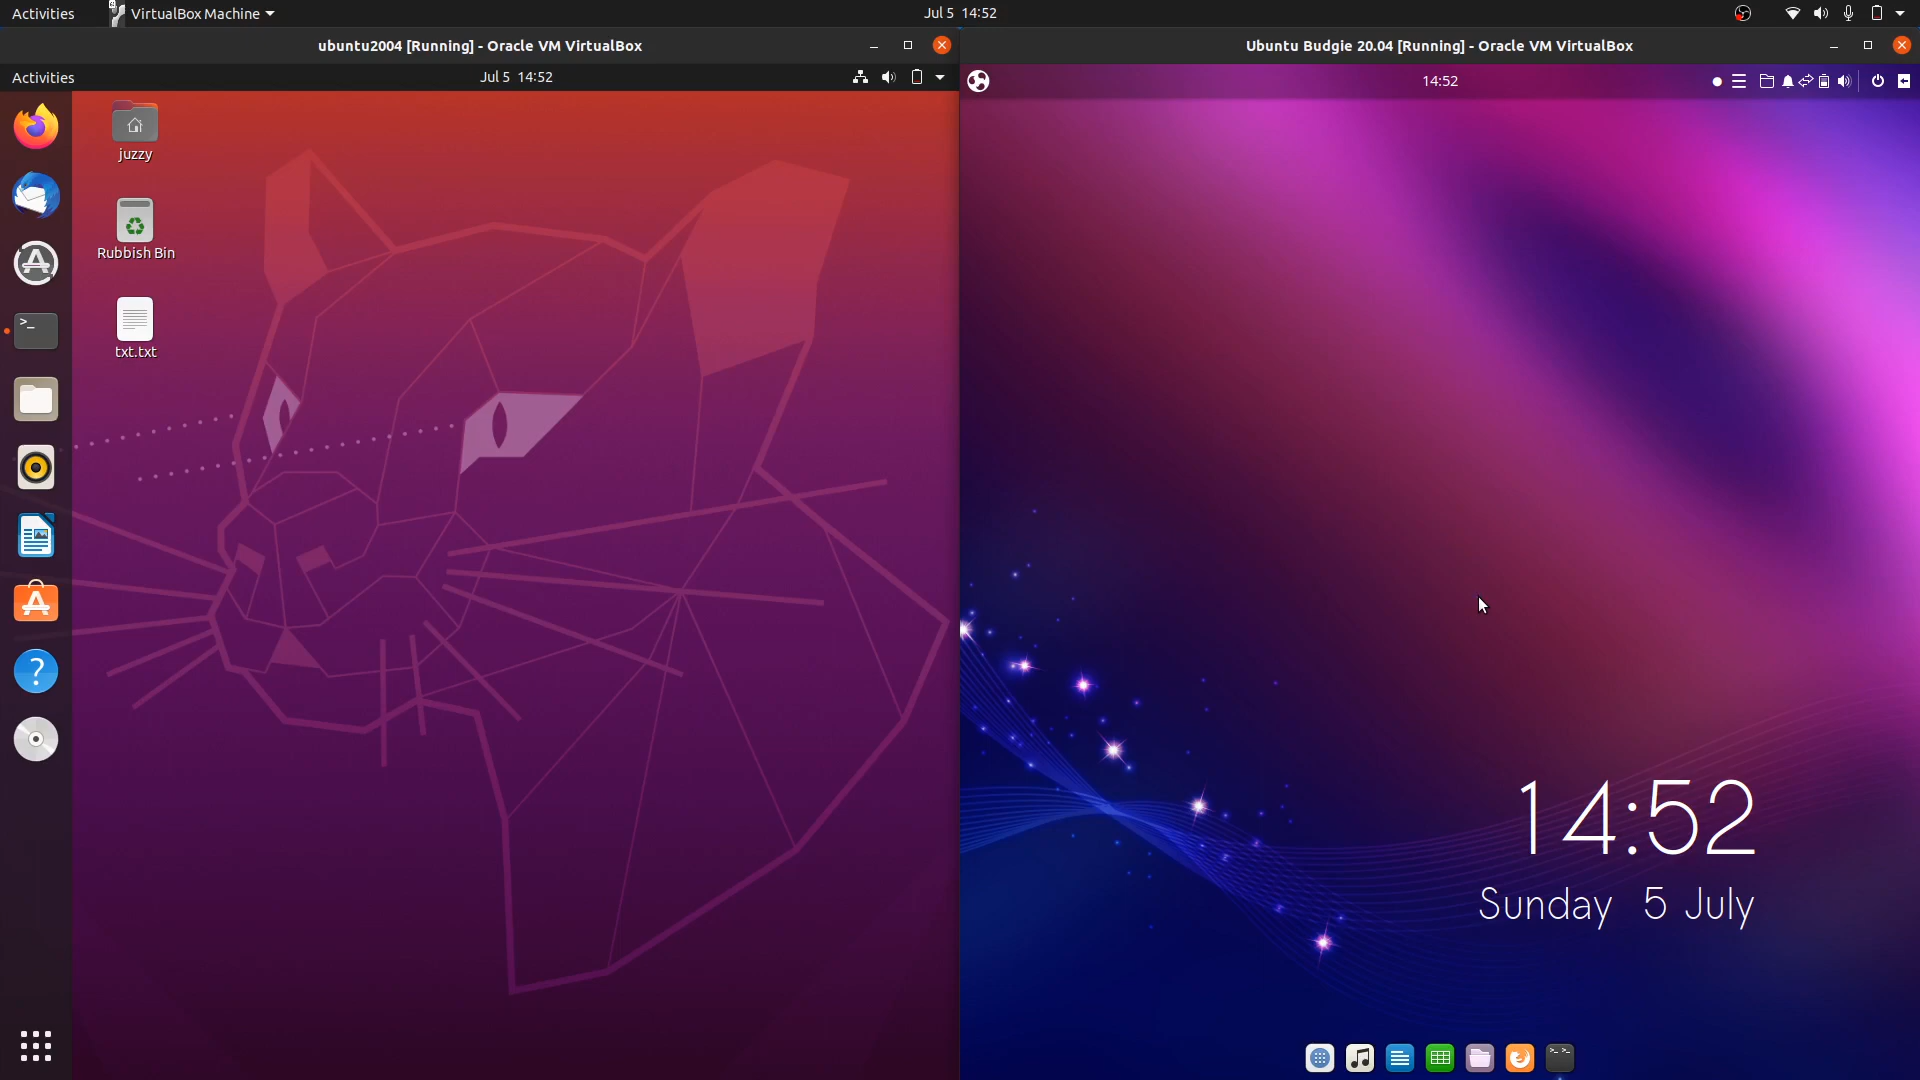 Activities VirtualBox Machine Jul 5 14:52
ubuntu2004 [Running] - Oracle VM VirtualBox
Activities Jul 5 14:52
juzzy
Rubbish Bin
txt.txt
Ubuntu Budgie 20.04 [Running] - Oracle VM VirtualBox
14:52
14:52
Sunday 5 July